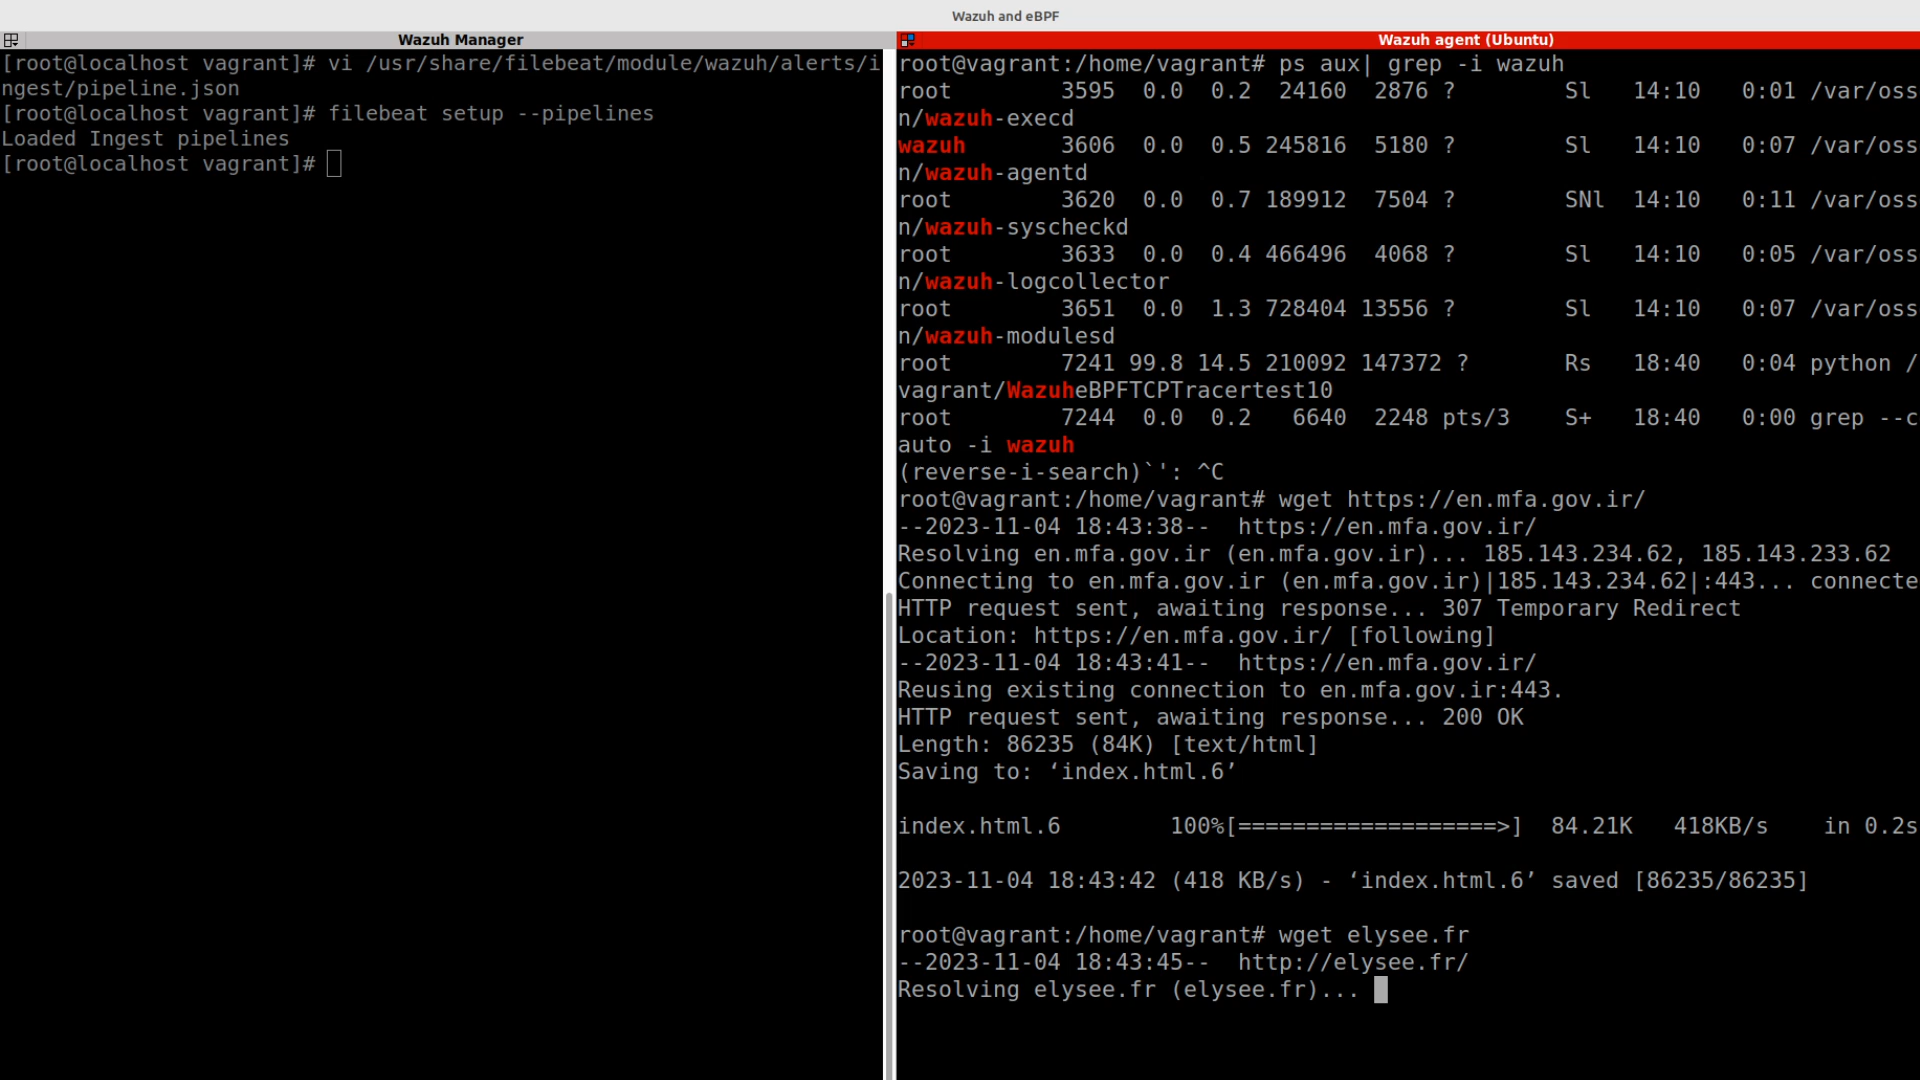 Wazuh and eBPF
Wazuh Manager
[root@localhost vagrant]# vi /usr/share/filebeat/module/wazuh/alerts/i
ngest/pipeline.json
[root@localhost vagrant]# filebeat setup --pipelines
Loaded Ingest pipelines
[root@localhost vagrant]#
Wazuh agent (Ubuntu)
root@vagrant:/home/vagrant# ps aux| grep -i wazuh
root        3595  0.0  0.2  24160  2876 ?       Sl   14:10   0:01 /var/oss
n/wazuh-execd
wazuh       3606  0.0  0.5 245816  5180 ?       Sl   14:10   0:07 /var/oss
n/wazuh-agentd
root        3620  0.0  0.7 189912  7504 ?       SNl  14:10   0:11 /var/oss
n/wazuh-syscheckd
root        3633  0.0  0.4 466496  4068 ?       Sl   14:10   0:05 /var/oss
n/wazuh-logcollector
root        3651  0.0  1.3 728404 13556 ?       Sl   14:10   0:07 /var/oss
n/wazuh-modulesd
root        7241 99.8 14.5 210092 147372 ?      Rs   18:40   0:04 python /
vagrant/WazuheBPFTCPTracertest10
root        7244  0.0  0.2   6640  2248 pts/3    S+   18:40   0:00 grep --c
auto -i wazuh
(reverse-i-search)`': ^C
root@vagrant:/home/vagrant# wget https://en.mfa.gov.ir/
--2023-11-04 18:43:38--  https://en.mfa.gov.ir/
Resolving en.mfa.gov.ir (en.mfa.gov.ir)... 185.143.234.62, 185.143.233.62
Connecting to en.mfa.gov.ir (en.mfa.gov.ir)|185.143.234.62|:443... connecte
HTTP request sent, awaiting response... 307 Temporary Redirect
Location: https://en.mfa.gov.ir/ [following]
--2023-11-04 18:43:41--  https://en.mfa.gov.ir/
Reusing existing connection to en.mfa.gov.ir:443.
HTTP request sent, awaiting response... 200 OK
Length: 86235 (84K) [text/html]
Saving to: ‘index.html.6’
index.html.6        100%[===================>]  84.21K   418KB/s    in 0.2s
2023-11-04 18:43:42 (418 KB/s) - ‘index.html.6’ saved [86235/86235]
root@vagrant:/home/vagrant# wget elysee.fr
--2023-11-04 18:43:45--  http://elysee.fr/
Resolving elysee.fr (elysee.fr)...